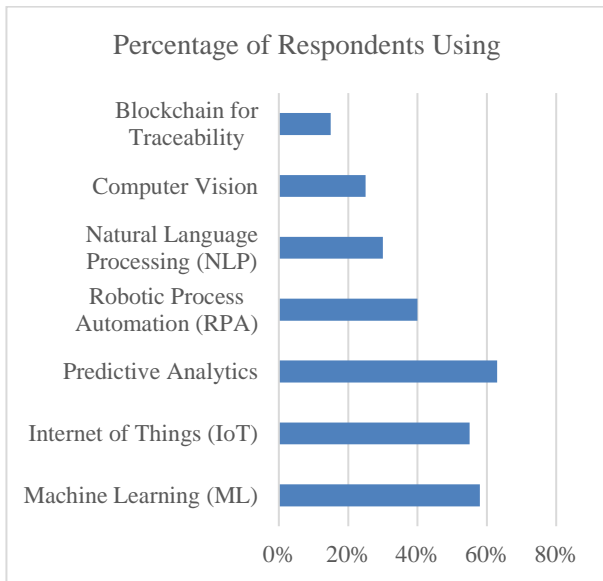 Percentage of Respondents Using
Blockchain for
Traceability
Computer Vision
Natural Language
Processing (NLP)
Robotic Process
Automation (RPA)
Predictive Analytics
Internet of Things (IoT)
Machine Learning (ML)
0% 20% 40% 60% 80%